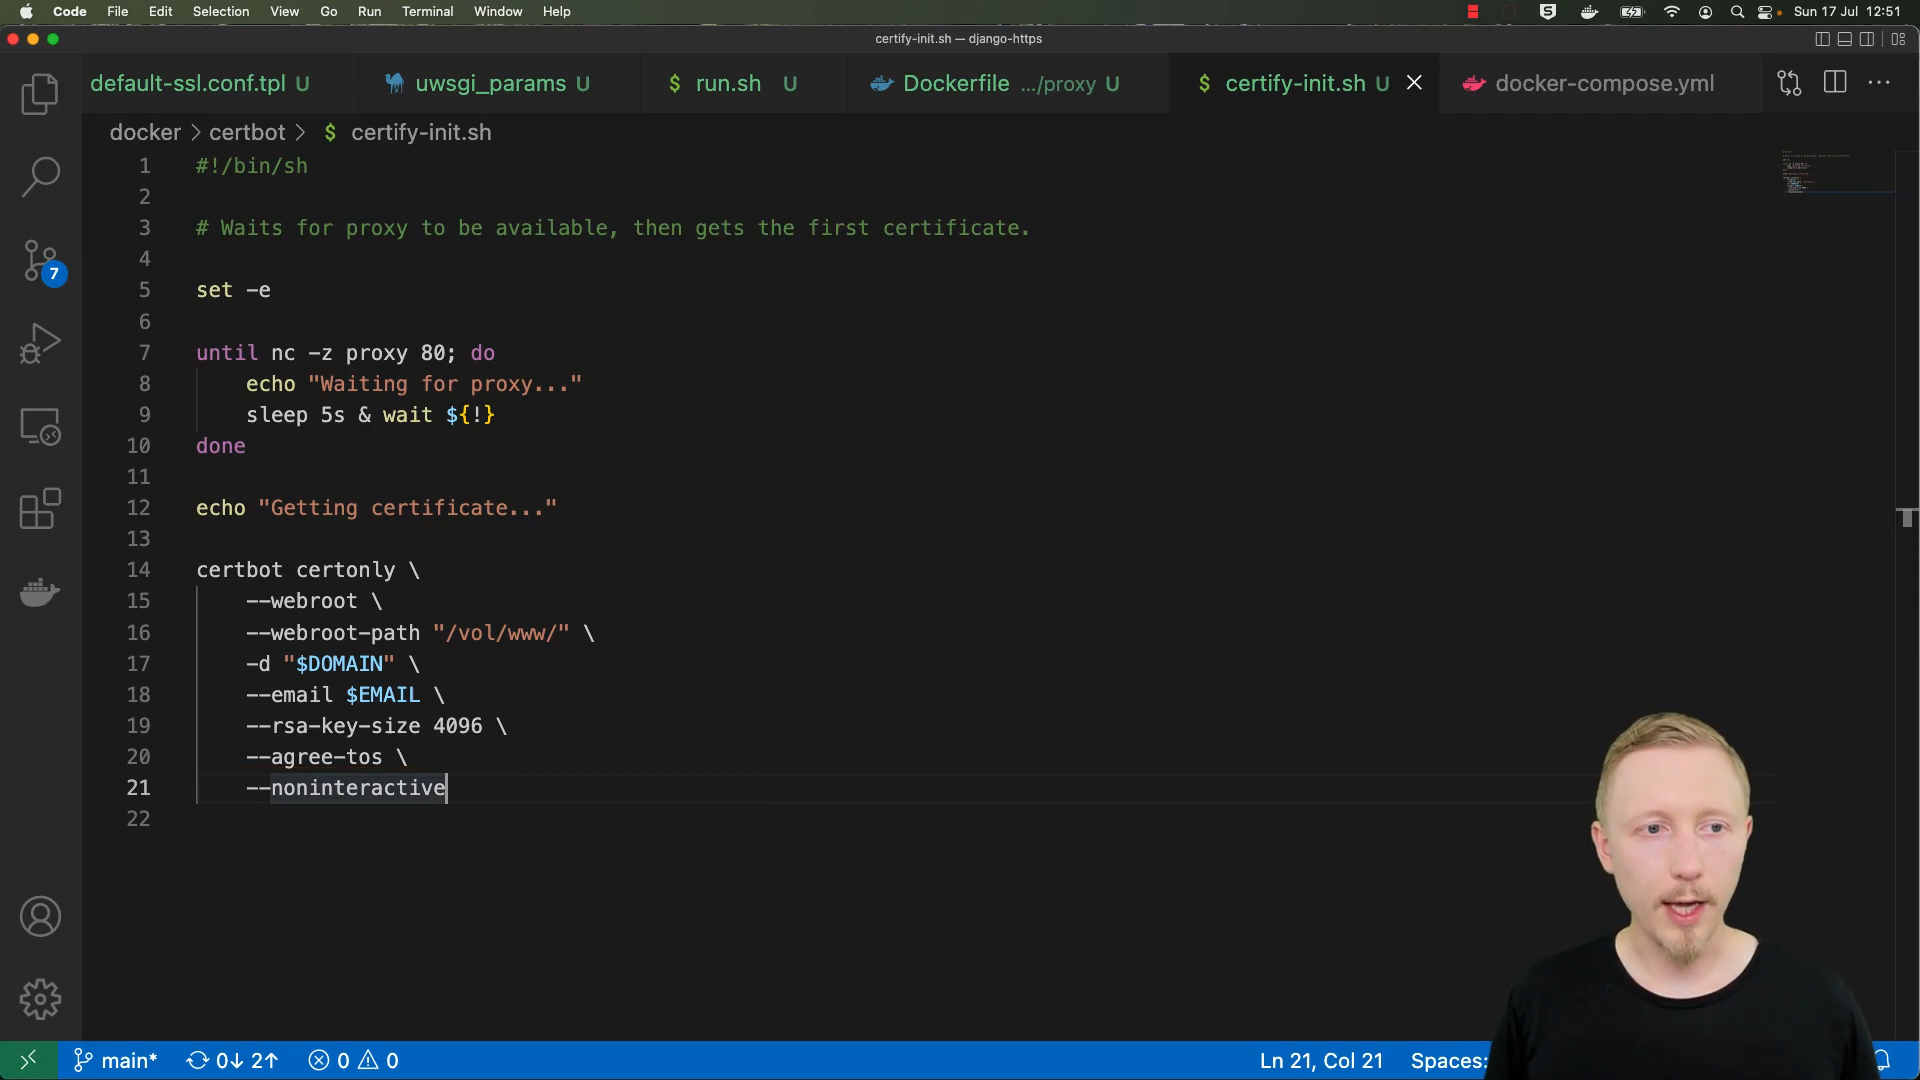 Code File Edit Selection View Go Run Terminal Window Help Sun 17 Jul 12:51
certify-init.sh — django-https
default-ssl.conf.tpl U uwsgi_params U $ run.sh U Dockerfile .../proxy U $ certify-init.sh U docker-compose.yml
docker > certbot > $ certify-init.sh
1 #!/bin/sh
2
3 # Waits for proxy to be available, then gets the first certificate.
4
5 set -e
6
7 until nc -z proxy 80; do
8 echo "Waiting for proxy..."
9 sleep 5s & wait ${!}
10 done
11
12 echo "Getting certificate..."
13
14 certbot certonly \
15 --webroot \
16 --webroot-path "/vol/www/" \
17 -d "$DOMAIN" \
18 --email $EMAIL \
19 --rsa-key-size 4096 \
20 --agree-tos \
21 --noninteractive
22
7
main* 0↓ 2↑ 0 0 Ln 21, Col 21 Spaces: